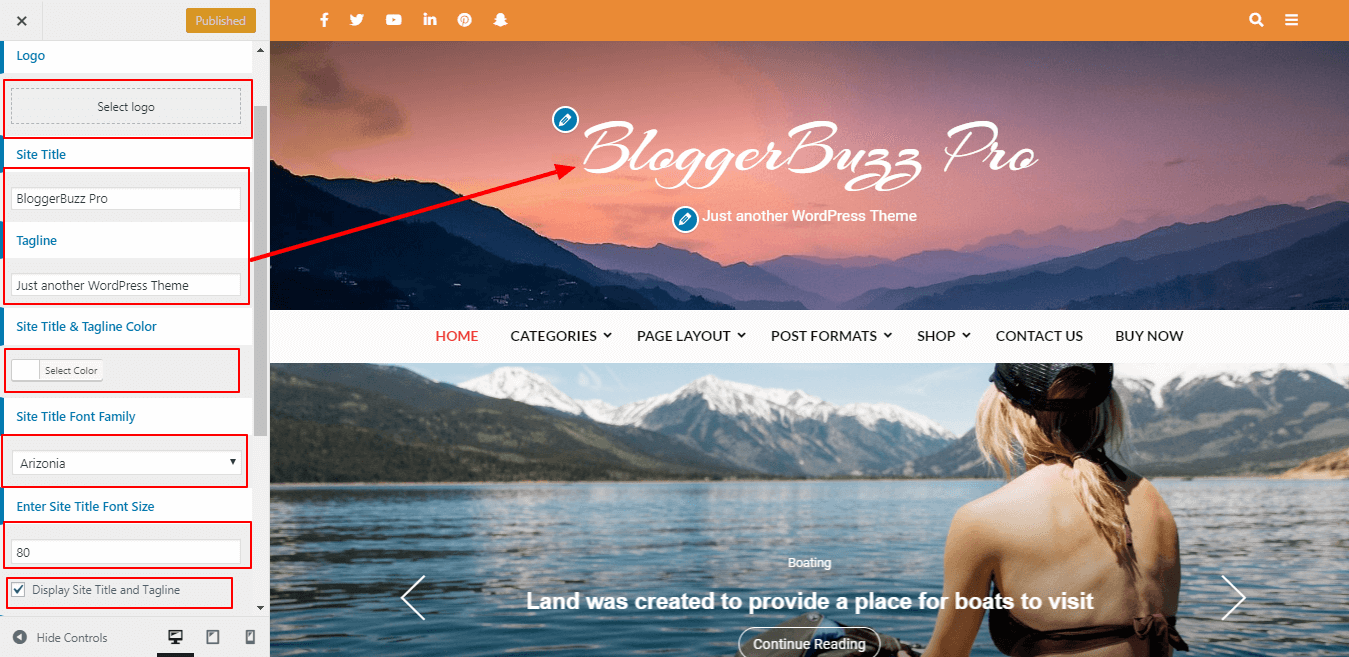 Published
Logo
Select logo
Site Title
BloggerBuzz Pro
Tagline
Just another WordPress Theme
Site Title & Tagline Color
Select Color
Site Title Font Family
Arizonia
Enter Site Title Font Size
80
Display Site Title and Tagline
Hide Controls
BloggerBuzz Pro
Just another WordPress Theme
HOME CATEGORIES PAGE LAYOUT POST FORMATS SHOP CONTACT US BUY NOW
Boating
Land was created to provide a place for boats to visit
Continue Reading